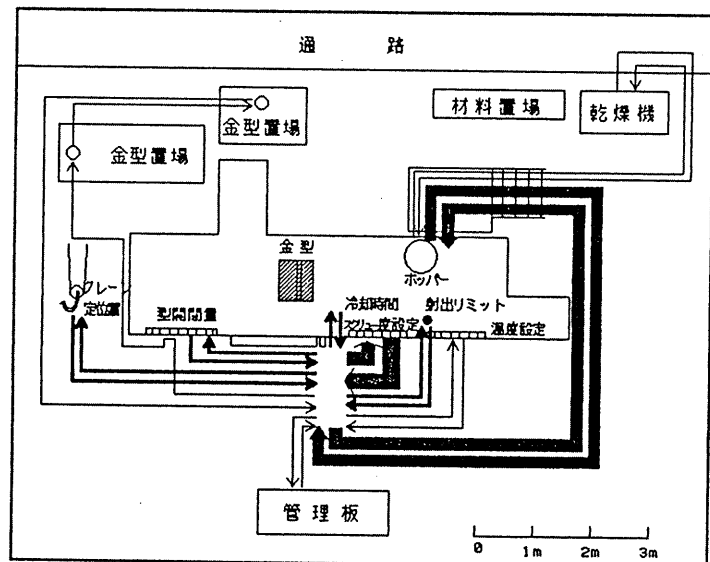 通　路
金型置場
材料置場
乾燥機
金型置場
金型
ホッパー
クレーン
定位置
型開閉量
冷却時間
射出リミット
スクリュー度設定
温度設定
管理板
0 1m 2m 3m